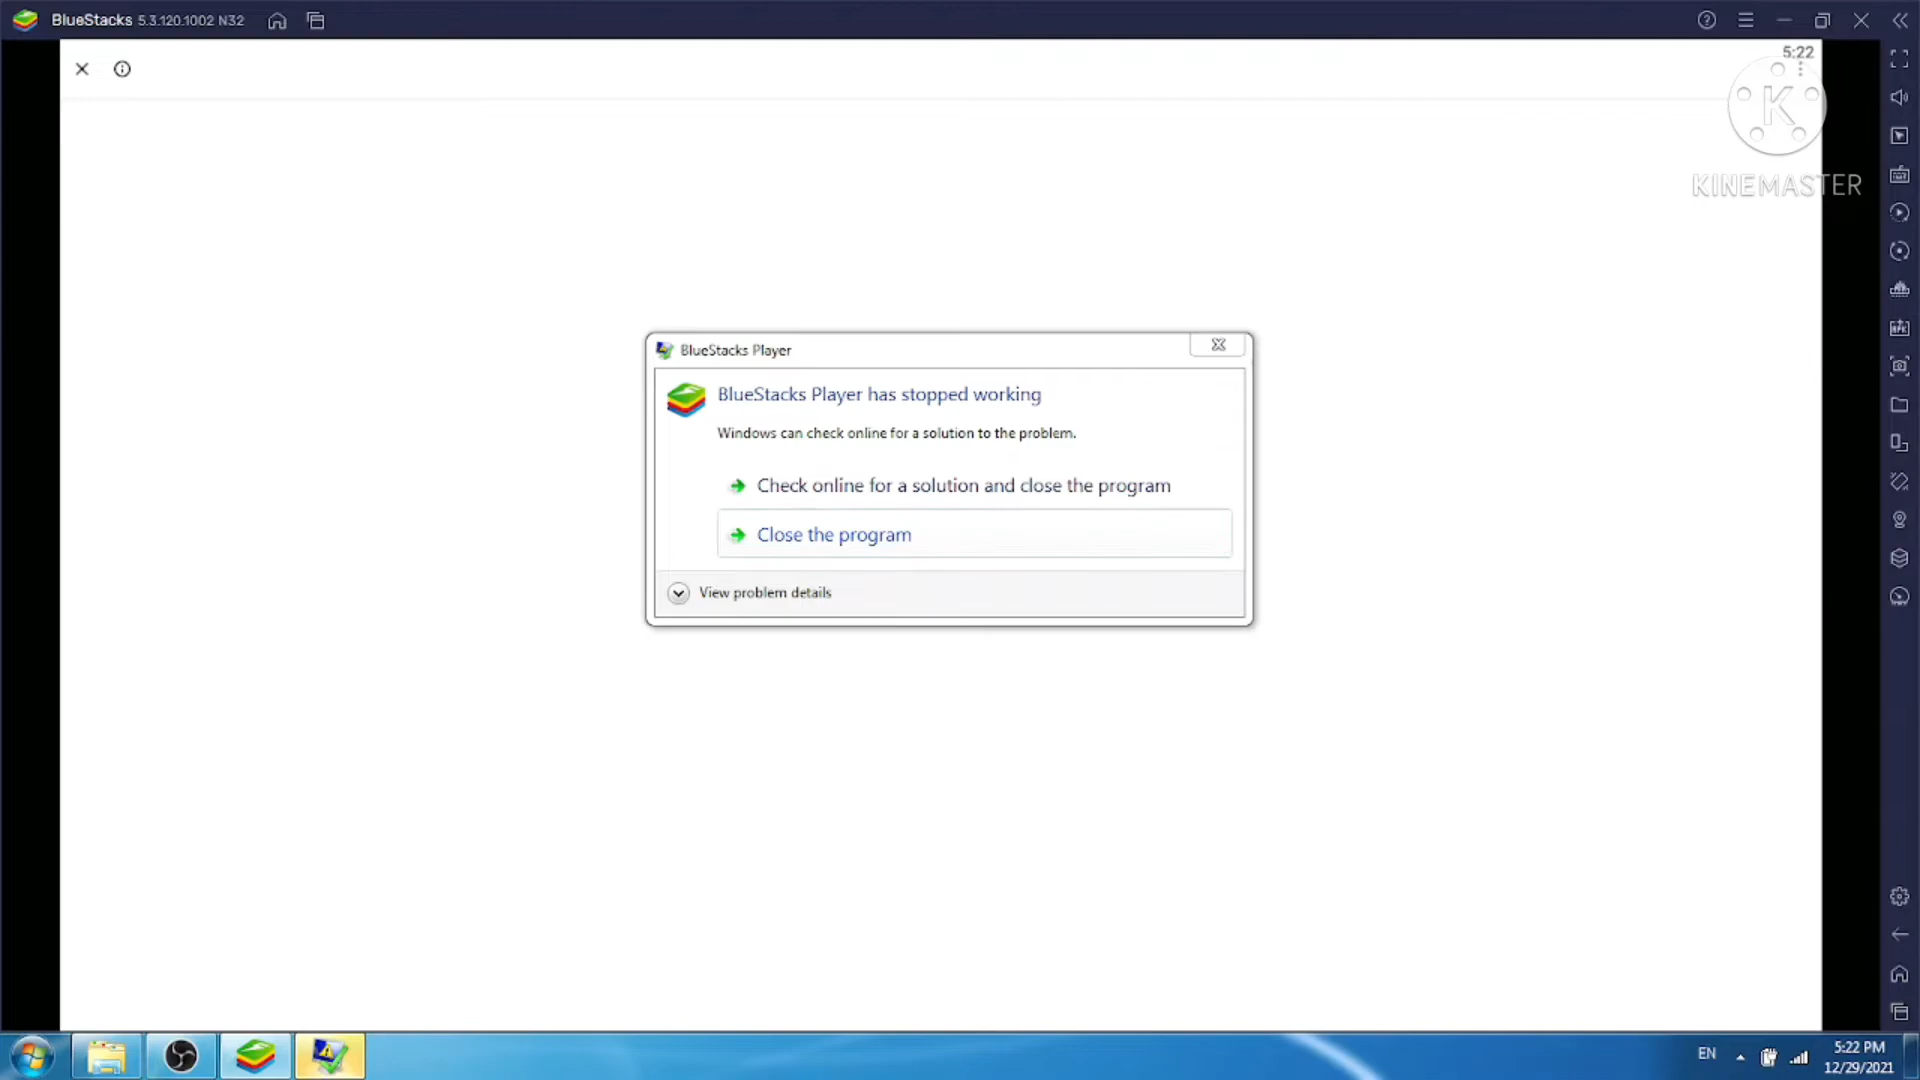 BlueStacks 5.3.120.1002 N32
5:22
K
KINEMASTER
BlueStacks Player
BlueStacks Player has stopped working
Windows can check online for a solution to the problem.
Check online for a solution and close the program
Close the program
View problem details
EN
5:22 PM
12/29/2021